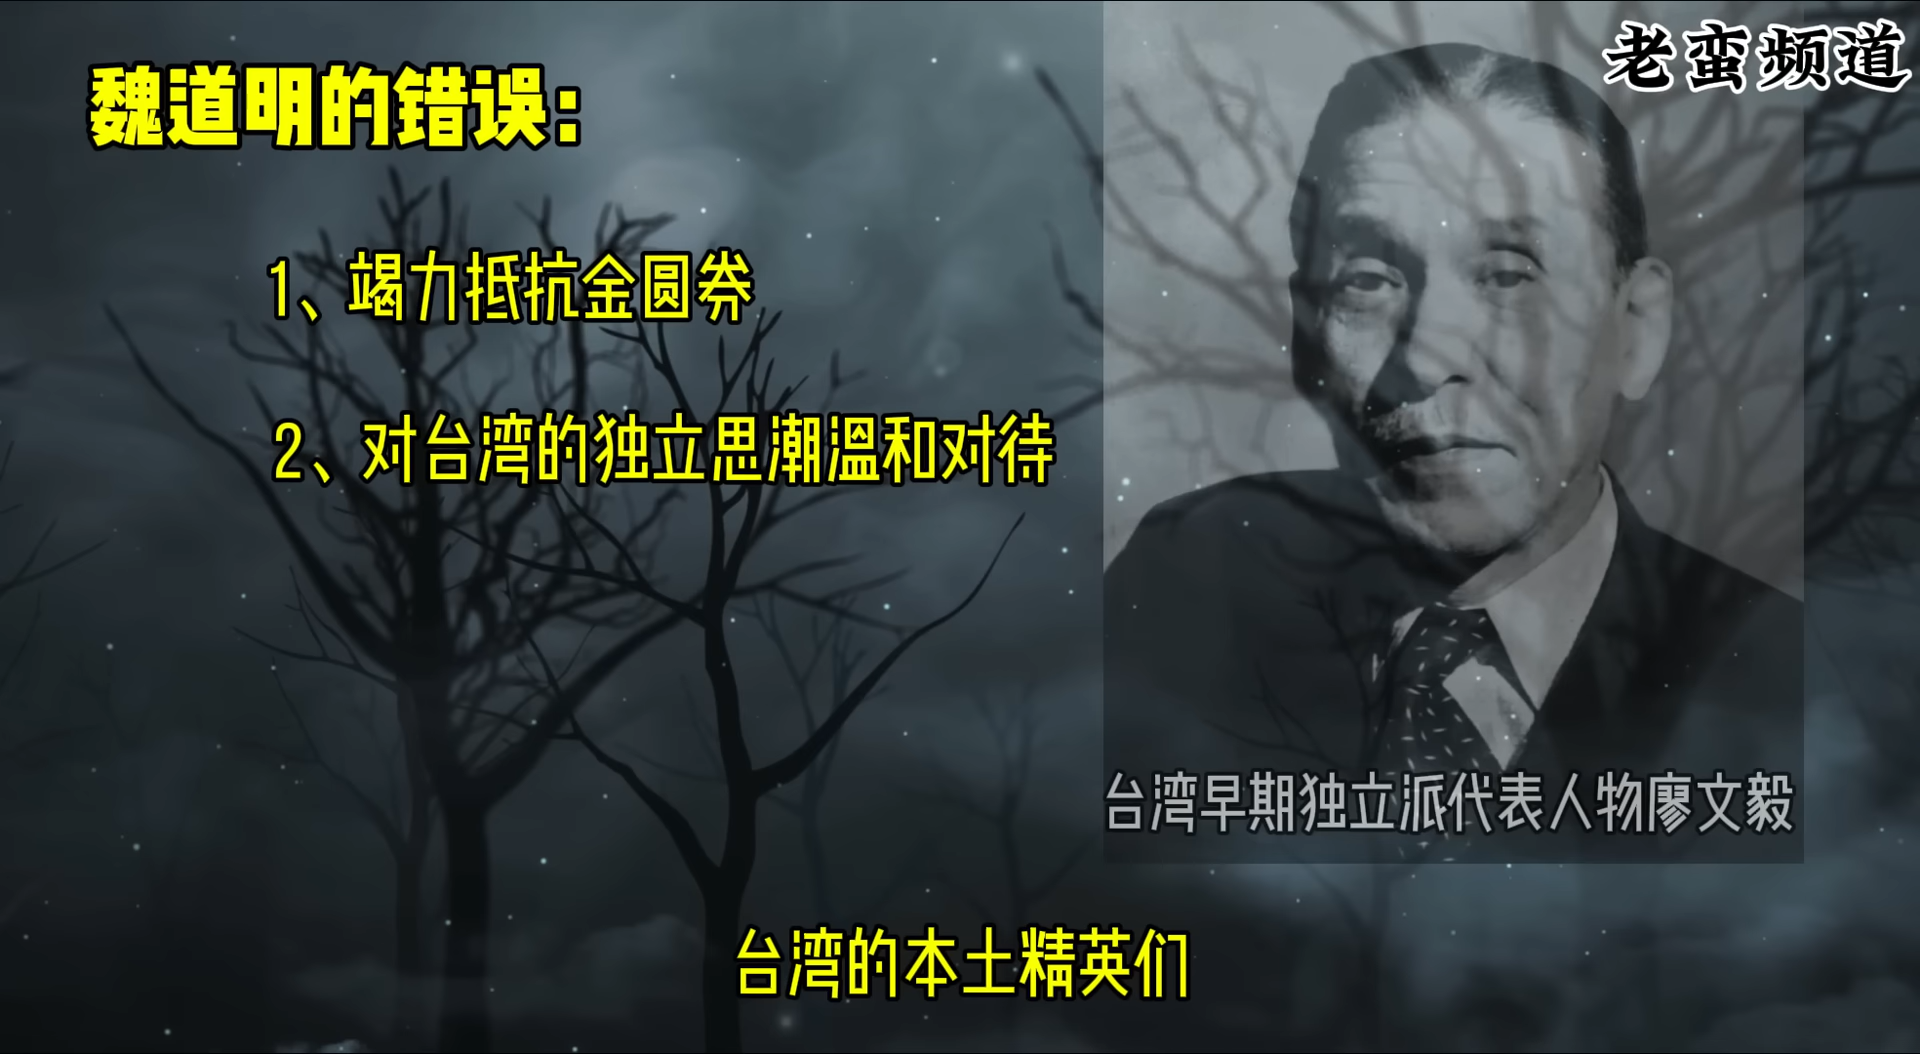 老蛮频道
魏道明的错误：
1、竭力抵抗金圆券
2、对台湾的独立思潮溫和对待
台湾早期独立派代表人物廖文毅
台湾的本土精英们